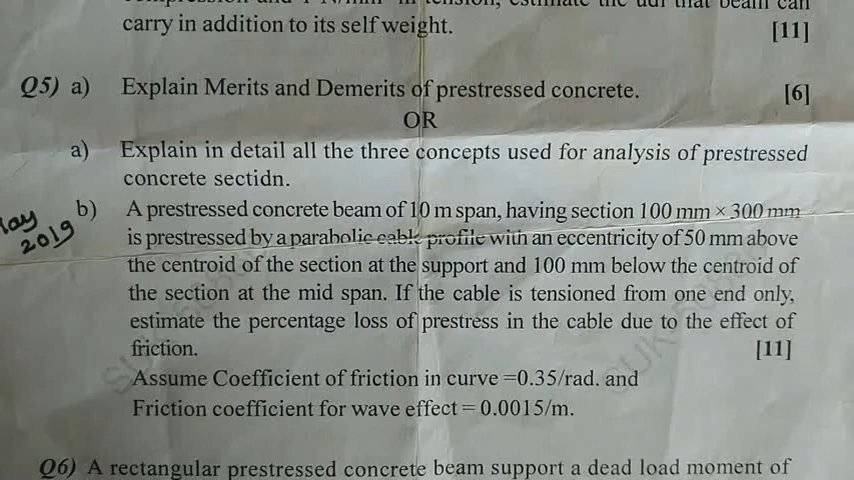 carry in addition to its self weight. [11]
Q5) a) Explain Merits and Demerits of prestressed concrete. [6]
OR
a) Explain in detail all the three concepts used for analysis of prestressed
concrete sectidn.
May b) A prestressed concrete beam of 10 m span, having section 100 mm × 300 mm
2019 is prestressed by a parabolic cable profile with an eccentricity of 50 mm above
the centroid of the section at the support and 100 mm below the centroid of
the section at the mid span. If the cable is tensioned from one end only,
estimate the percentage loss of prestress in the cable due to the effect of
friction. [11]
Assume Coefficient of friction in curve =0.35/rad. and
Friction coefficient for wave effect = 0.0015/m.
Q6) A rectangular prestressed concrete beam support a dead load moment of